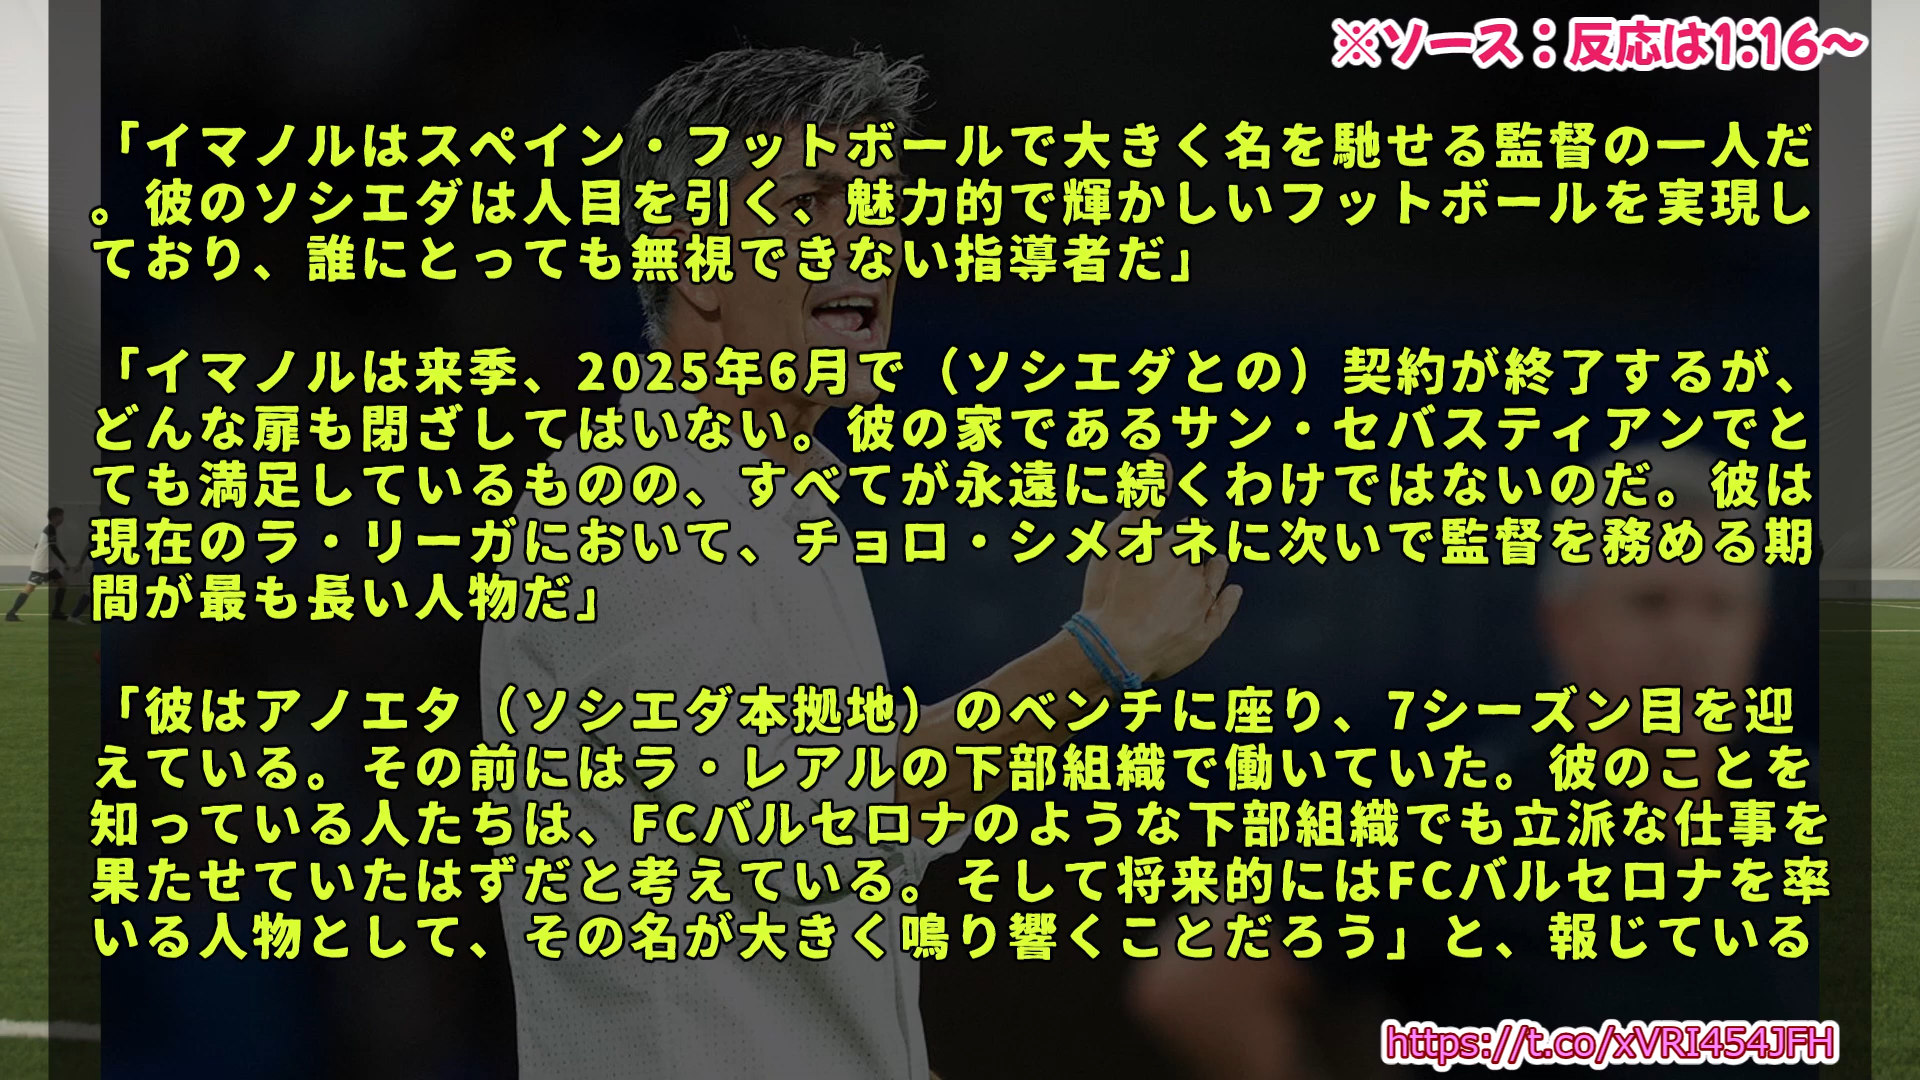 ※ソース：反応は1:16～
「イマノルはスペイン・フットボールで大きく名を馳せる監督の一人だ
。彼のソシエダは人目を引く、魅力的で輝かしいフットボールを実現し
ており、誰にとっても無視できない指導者だ」
「イマノルは来季、2025年6月で（ソシエダとの）契約が終了するが、
どんな扉も閉ざしてはいない。彼の家であるサン・セバスティアンでと
ても満足しているものの、すべてが永遠に続くわけではないのだ。彼は
現在のラ・リーガにおいて、チョロ・シメオネに次いで監督を務める期
間が最も長い人物だ」
「彼はアノエタ（ソシエダ本拠地）のベンチに座り、7シーズン目を迎
えている。その前にはラ・レアルの下部組織で働いていた。彼のことを
知っている人たちは、FCバルセロナのような下部組織でも立派な仕事を
果たせていたはずだと考えている。そして将来的にはFCバルセロナを率
いる人物として、その名が大きく鳴り響くことだろう」と、報じている
https://t.co/xVRI454JFH